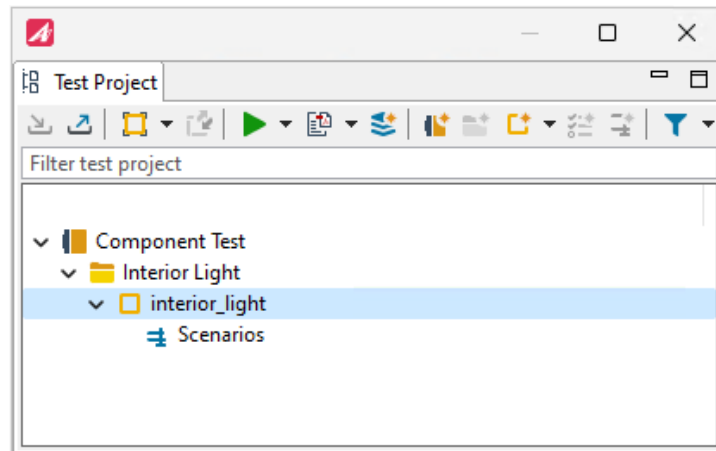 Test Project
Filter test project
Component Test
Interior Light
interior_light
Scenarios